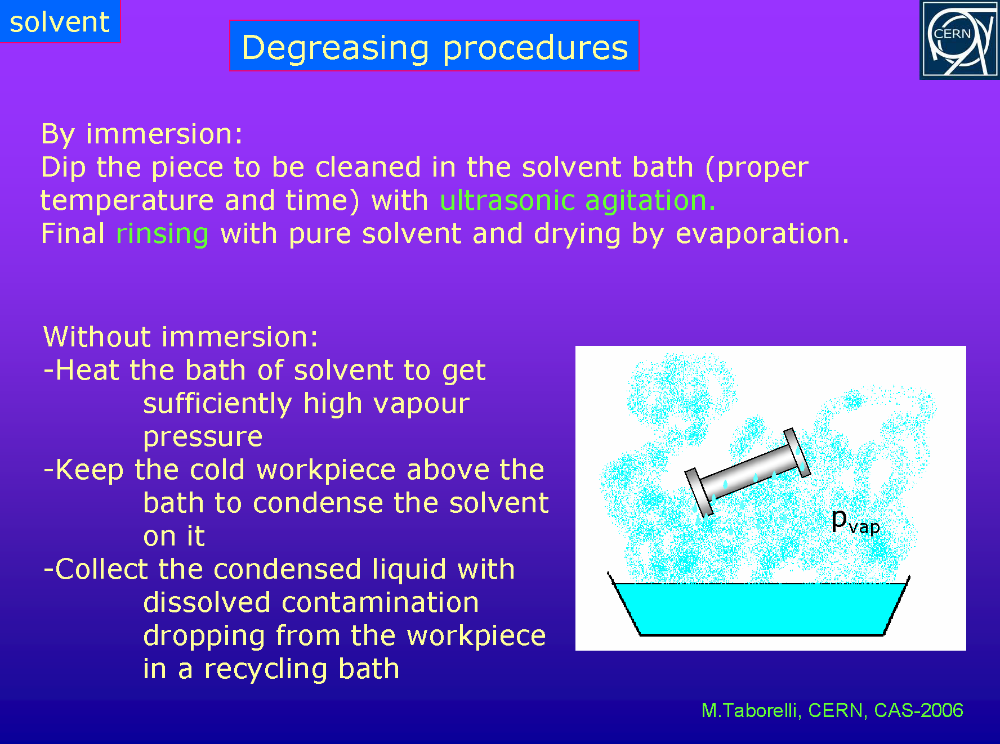 solvent
Degreasing procedures
CERN
By immersion:
Dip the piece to be cleaned in the solvent bath (proper
temperature and time) with ultrasonic agitation.
Final rinsing with pure solvent and drying by evaporation.
Without immersion:
-Heat the bath of solvent to get
sufficiently high vapour
pressure
-Keep the cold workpiece above the
bath to condense the solvent
on it
-Collect the condensed liquid with
dissolved contamination
dropping from the workpiece
in a recycling bath
pvap
M.Taborelli, CERN, CAS-2006